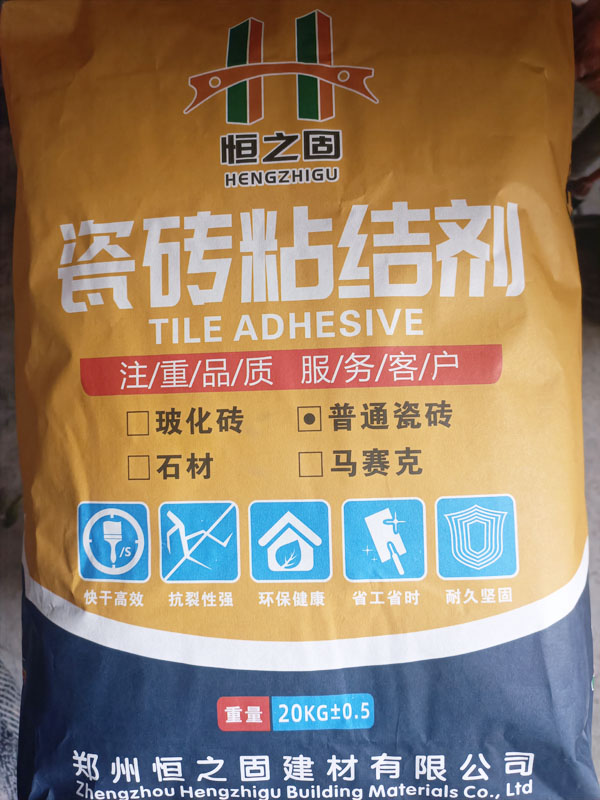 恒之固
HENGZHIGU
瓷砖粘结剂
TILE ADHESIVE
注/重/品/质 服/务/客/户
玻化砖 普通瓷砖
石材 马赛克
/S
快干高效 抗裂性强 环保健康 省工省时 耐久坚固
重量 20KG±0.5
郑州恒之固建材有限公司
Zhengzhou Hengzhigu Building Materials Co., Ltd